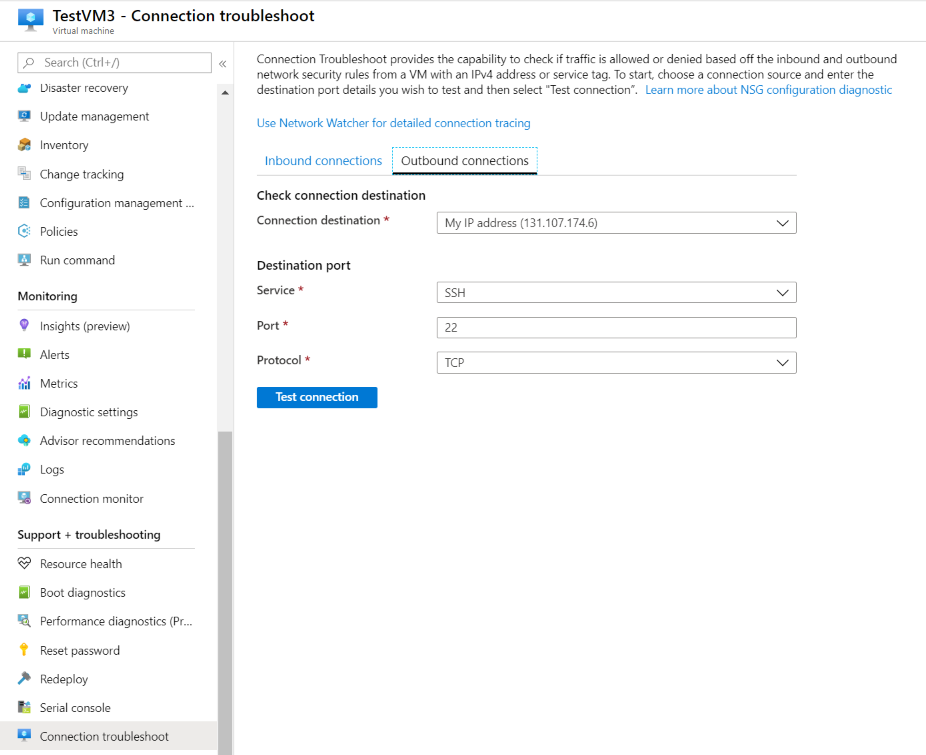 TestVM3 - Connection troubleshoot
Virtual machine
Search (Ctrl+/)
«
Disaster recovery
Update management
Inventory
Change tracking
Configuration management ...
Policies
Run command
Monitoring
Insights (preview)
Alerts
Metrics
Diagnostic settings
Advisor recommendations
Logs
Connection monitor
Support + troubleshooting
Resource health
Boot diagnostics
Performance diagnostics (Pr...
Reset password
Redeploy
Serial console
Connection troubleshoot
Connection Troubleshoot provides the capability to check if traffic is allowed or denied based off the inbound and outbound
network security rules from a VM with an IPv4 address or service tag. To start, choose a connection source and enter the
destination port details you wish to test and then select "Test connection". Learn more about NSG configuration diagnostic
Use Network Watcher for detailed connection tracing
Inbound connections Outbound connections
Check connection destination
Connection destination * My IP address (131.107.174.6)
Destination port
Service * SSH
Port * 22
Protocol * TCP
Test connection